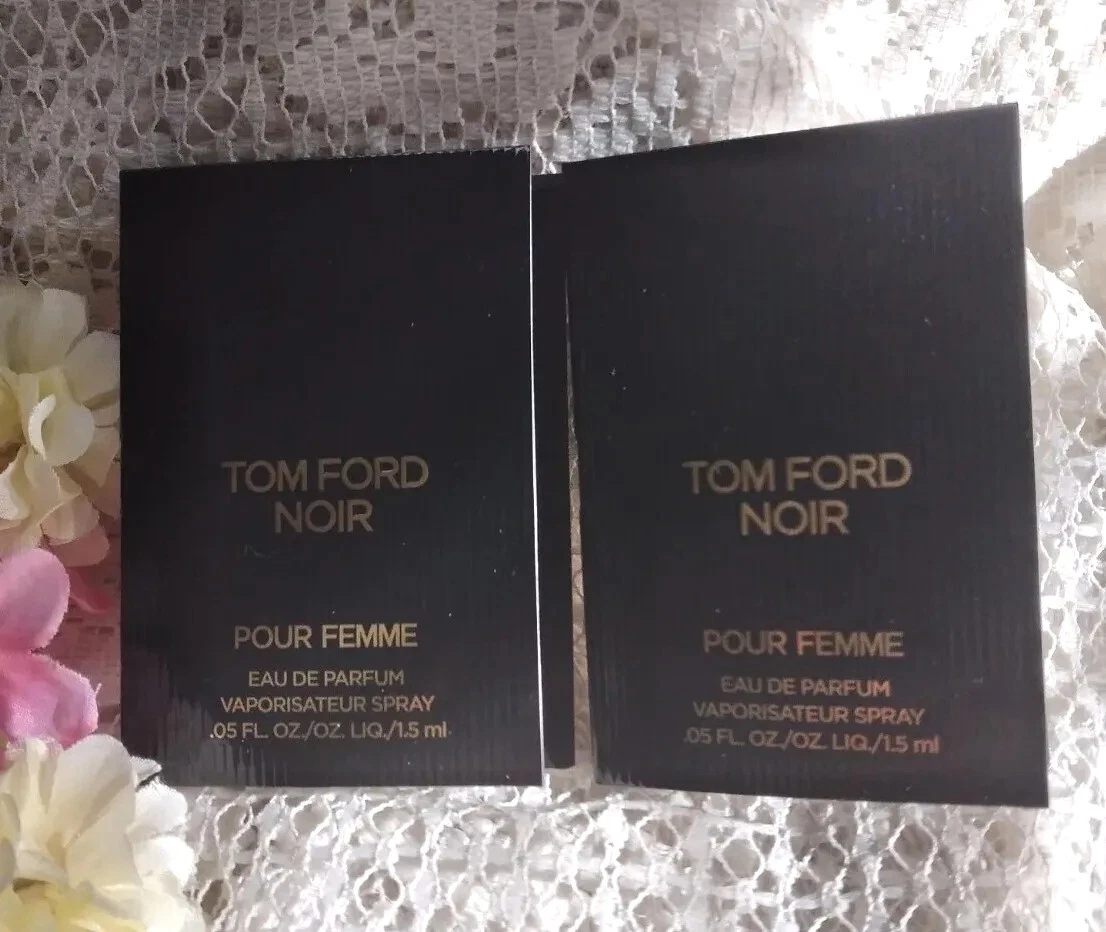 TOM FORD
NOIR
POUR FEMME
EAU DE PARFUM
VAPORISATEUR SPRAY
.05 FL. OZ./OZ. LIQ./1.5 ml
TOM FORD
NOIR
POUR FEMME
EAU DE PARFUM
VAPORISATEUR SPRAY
.05 FL. OZ./OZ. LIQ./1.5 ml